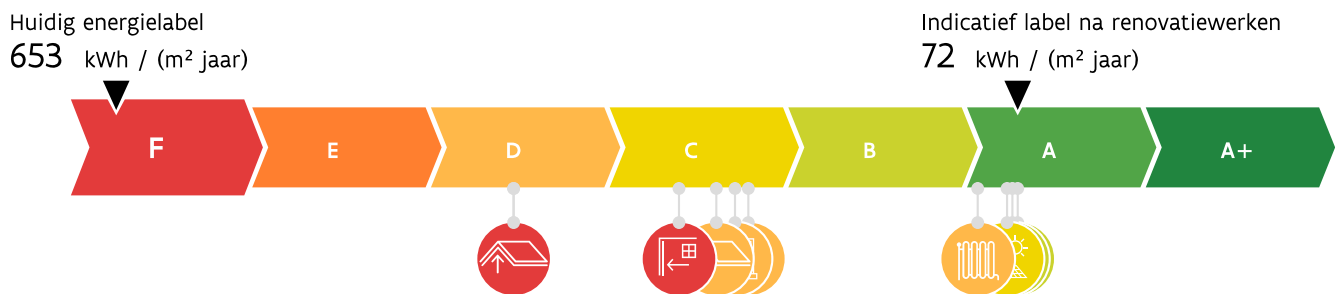 Huidig energielabel
653 kWh / (m² jaar)
Indicatief label na renovatiewerken
72 kWh / (m² jaar)
F E D C B A A+